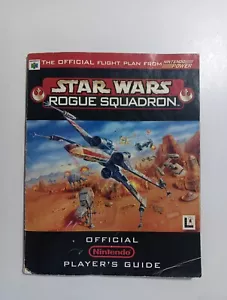 THE OFFICIAL FLIGHT PLAN FROM NINTENDO POWER
STAR WARS
ROGUE SQUADRON
OFFICIAL
Nintendo
PLAYER'S GUIDE